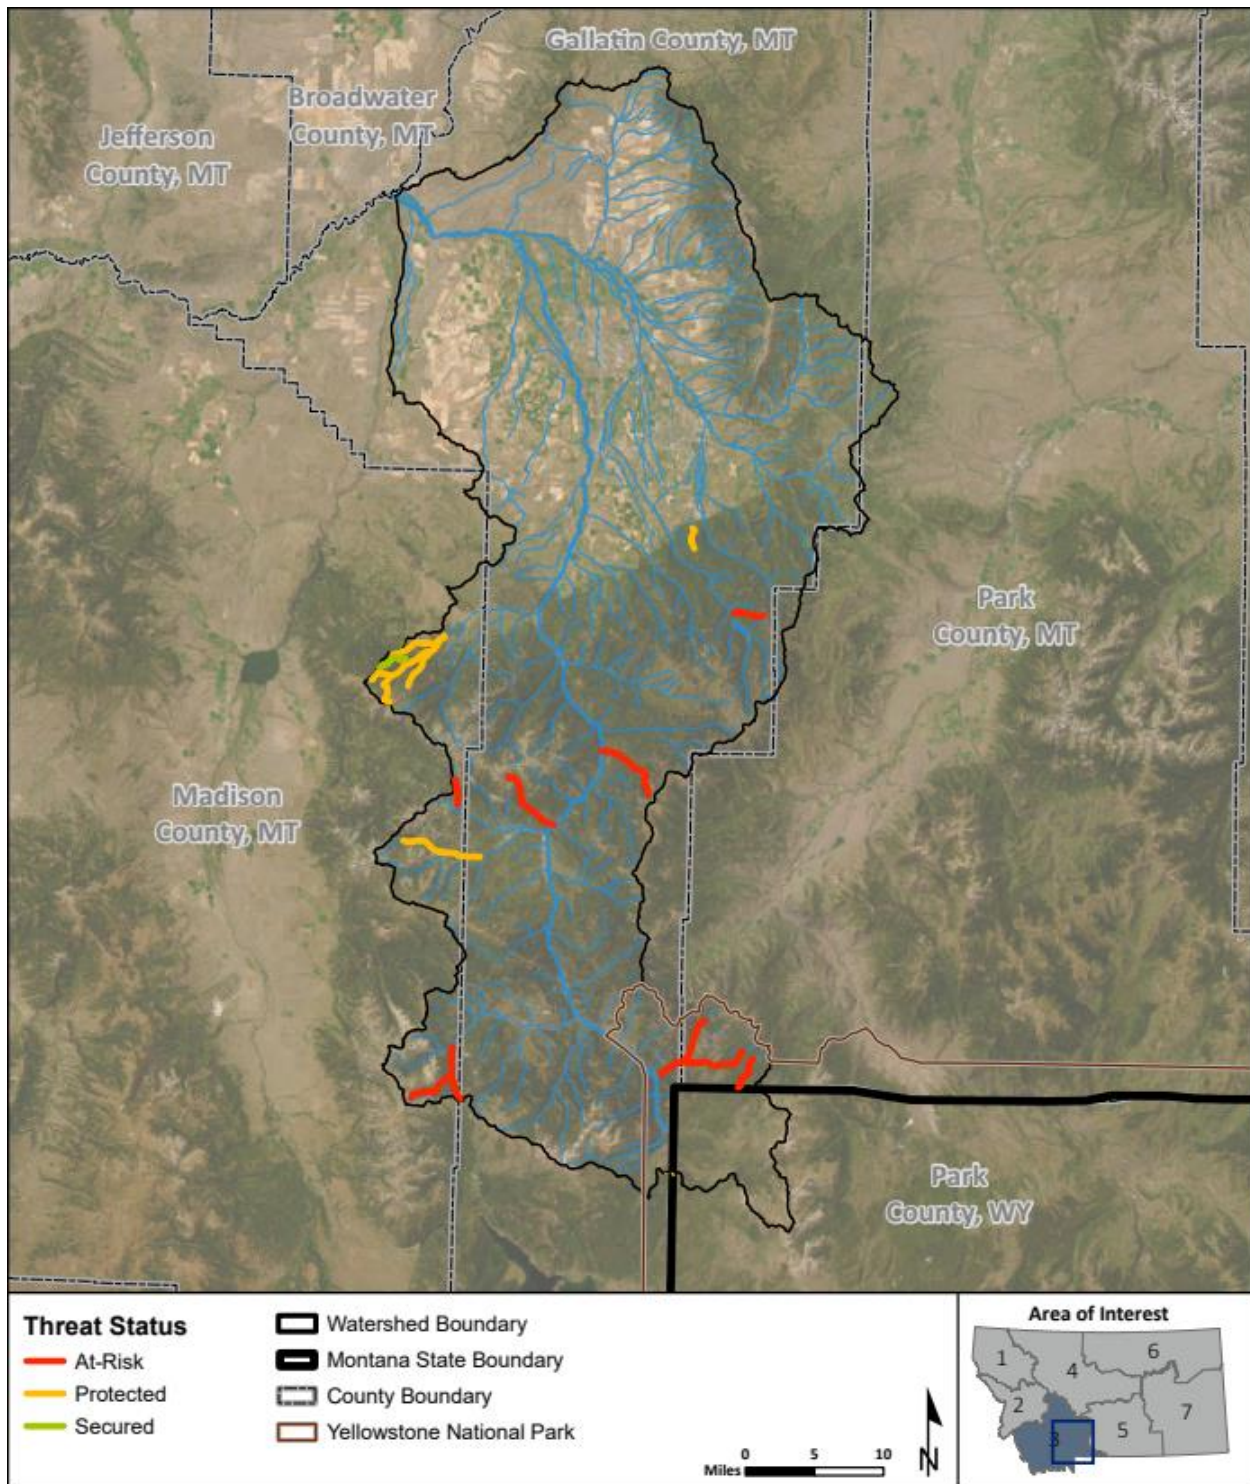 Gallatin County, MT
Broadwater
County, MT
Jefferson
County, MT
Park
County, MT
Madison
County, MT
Park
County, WY
Threat Status
At-Risk
Protected
Secured
Watershed Boundary
Montana State Boundary
County Boundary
Yellowstone National Park
N
0 5 10
Miles
Area of Interest
1
4
6
2
3
5
7